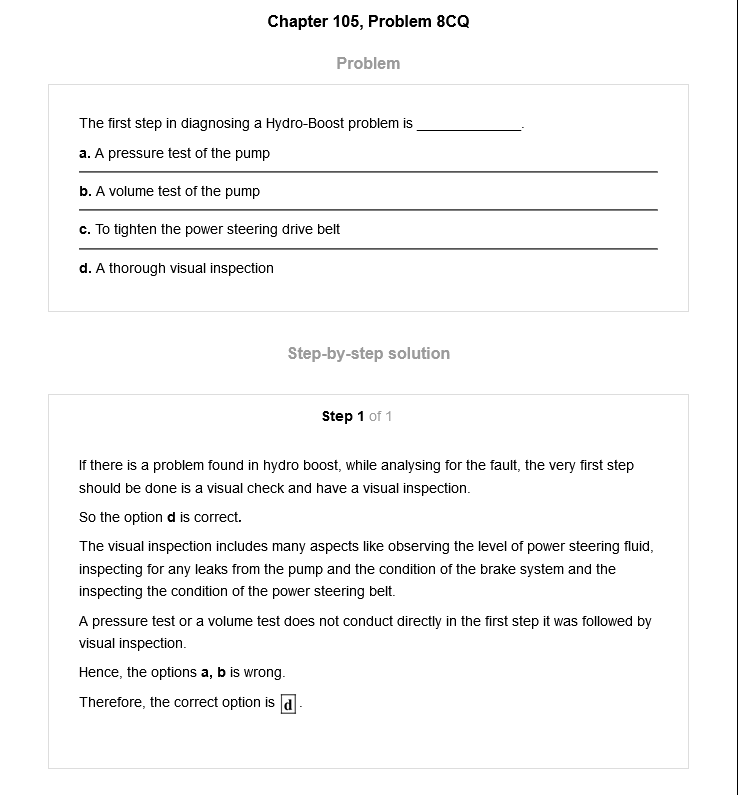 Chapter 105, Problem 8CQ
Problem
The first step in diagnosing a Hydro-Boost problem is ______________.
a. A pressure test of the pump
b. A volume test of the pump
c. To tighten the power steering drive belt
d. A thorough visual inspection
Step-by-step solution
Step 1 of 1
If there is a problem found in hydro boost, while analysing for the fault, the very first step
should be done is a visual check and have a visual inspection.
So the option d is correct.
The visual inspection includes many aspects like observing the level of power steering fluid,
inspecting for any leaks from the pump and the condition of the brake system and the
inspecting the condition of the power steering belt.
A pressure test or a volume test does not conduct directly in the first step it was followed by
visual inspection.
Hence, the options a, b is wrong.
Therefore, the correct option is d .